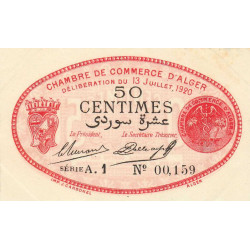 CHAMBRE DE COMMERCE D'ALGER
DÉLIBÉRATION DU 13 JUILLET 1920
50
CENTIMES
عشرة سوردي
Le Président, Le Secrétaire Trésorier
SÉRIE A.1 Nº 00,159
ALGER